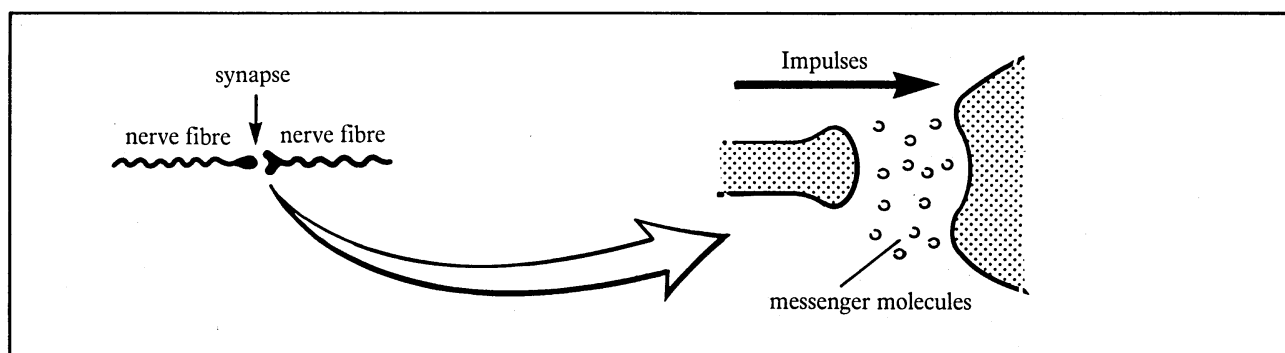 synapse
nerve fibre nerve fibre
Impulses
messenger molecules